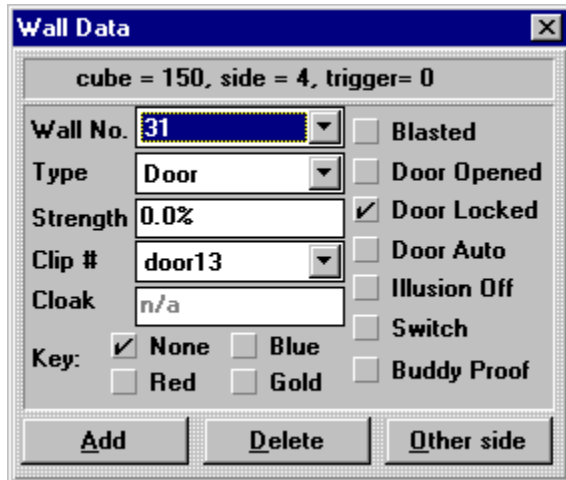 Wall Data
cube = 150, side = 4, trigger= 0
Wall No. 31 Blasted
Type Door Door Opened
Strength 0.0% Door Locked
Clip # door13 Door Auto
Cloak n/a Illusion Off
Switch
Key: None Blue Buddy Proof
Red Gold
Add Delete Other side